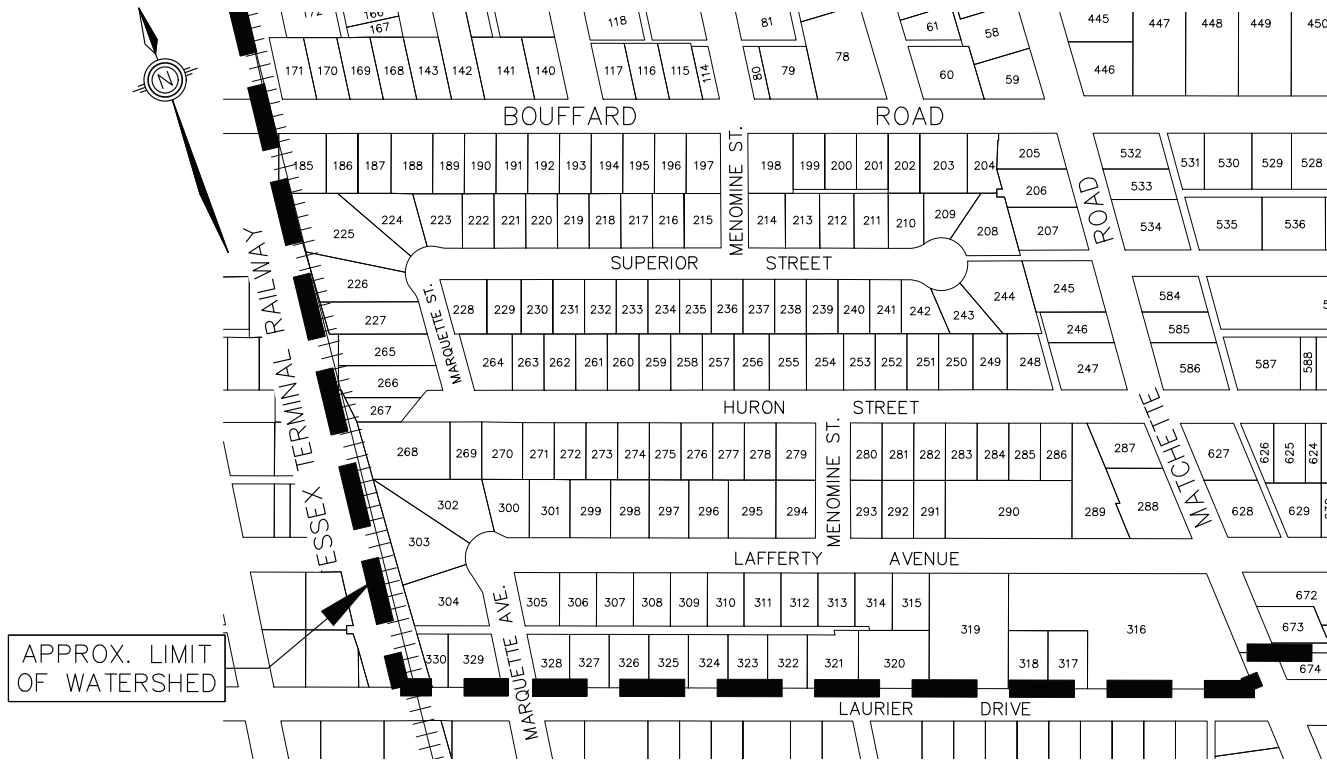 172 166 118 81 61 58 445 447 448 449 450
167
171 170 169 168 143 142 141 140 117 116 115 114 80 79 78 60 59 446
N
BOUFFARD ROAD
185 186 187 188 189 190 191 192 193 194 195 196 197 198 199 200 201 202 203 204 205 532 531 530 529 528
MENOMINE ST.
206 533
225 224 223 222 221 220 219 218 217 216 215 214 213 212 211 210 209 208 207 534 535 536
ROAD
SUPERIOR STREET
226 227
MARQUETTE ST.
228 229 230 231 232 233 234 235 236 237 238 239 240 241 242 243 244 245 584
246 585
ESSEX TERMINAL RAILWAY
265 264 263 262 261 260 259 258 257 256 255 254 253 252 251 250 249 248 247 586 587 588
266
267
HURON STREET
MATCHETTE
268 269 270 271 272 273 274 275 276 277 278 279 280 281 282 283 284 285 286 287 627 626 625 624
MENOMINE ST.
302 300 301 299 298 297 296 295 294 293 292 291 290 289 288 628 629
303
LAFFERTY AVENUE
304 305 306 307 308 309 310 311 312 313 314 315 319 316 672
673
MARQUETTE AVE.
330 329 328 327 326 325 324 323 322 321 320 318 317 674
APPROX. LIMIT
OF WATERSHED
LAURIER DRIVE